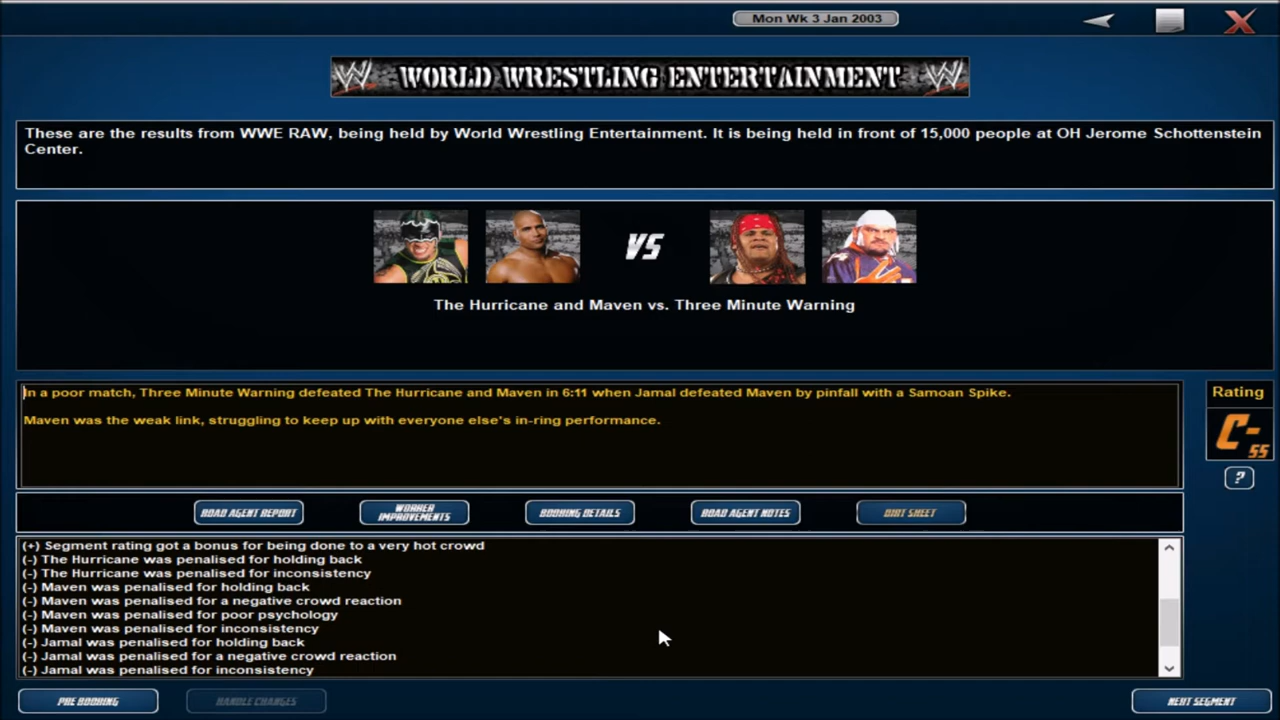 Mon Wk 3 Jan 2003
WORLD WRESTLING ENTERTAINMENT
These are the results from WWE RAW, being held by World Wrestling Entertainment. It is being held in front of 15,000 people at OH Jerome Schottenstein
Center.
VS
The Hurricane and Maven vs. Three Minute Warning
In a poor match, Three Minute Warning defeated The Hurricane and Maven in 6:11 when Jamal defeated Maven by pinfall with a Samoan Spike.
Maven was the weak link, struggling to keep up with everyone else's in-ring performance.
Rating
C-
55
?
ROAD AGENT REPORT
WORKER
IMPROVEMENTS
BOOKING DETAILS
ROAD AGENT NOTES
DIRT SHEET
(+) Segment rating got a bonus for being done to a very hot crowd
(-) The Hurricane was penalised for holding back
(-) The Hurricane was penalised for inconsistency
(-) Maven was penalised for holding back
(-) Maven was penalised for a negative crowd reaction
(-) Maven was penalised for poor psychology
(-) Maven was penalised for inconsistency
(-) Jamal was penalised for holding back
(-) Jamal was penalised for a negative crowd reaction
(-) Jamal was penalised for inconsistency
PRE BOOKING
HANDLE CHANGES
NEXT SEGMENT